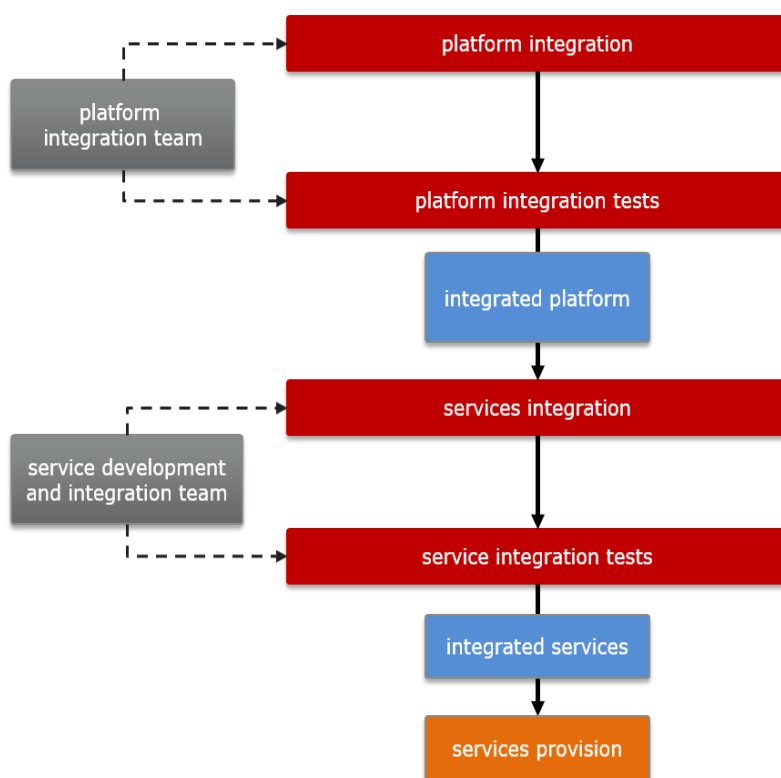 platform integration
platform
integration team
platform integration tests
integrated platform
services integration
service development
and integration team
service integration tests
integrated services
services provision